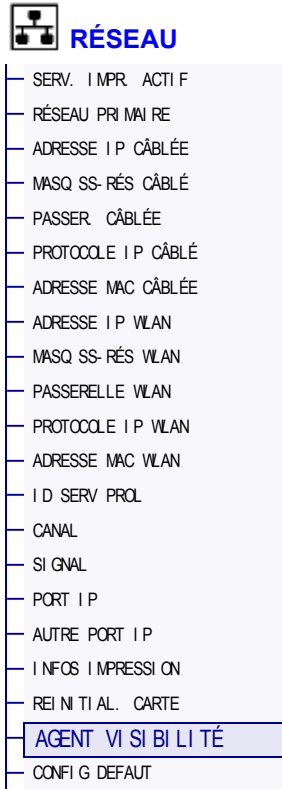 RÉSEAU
SERV. IMPR. ACTIF
RÉSEAU PRIMAIRE
ADRESSE IP CÂBLÉE
MASQ SS-RÉS CÂBLÉ
PASSER. CÂBLÉE
PROTOCOLE IP CÂBLÉ
ADRESSE MAC CÂBLÉE
ADRESSE IP WLAN
MASQ SS-RÉS WLAN
PASSERELLE WLAN
PROTOCOLE IP WLAN
ADRESSE MAC WLAN
ID SERV PROL
CANAL
SIGNAL
PORT IP
AUTRE PORT IP
INFOS IMPRESSION
REINITIAL. CARTE
AGENT VISIBILITÉ
CONFIG DEFAUT